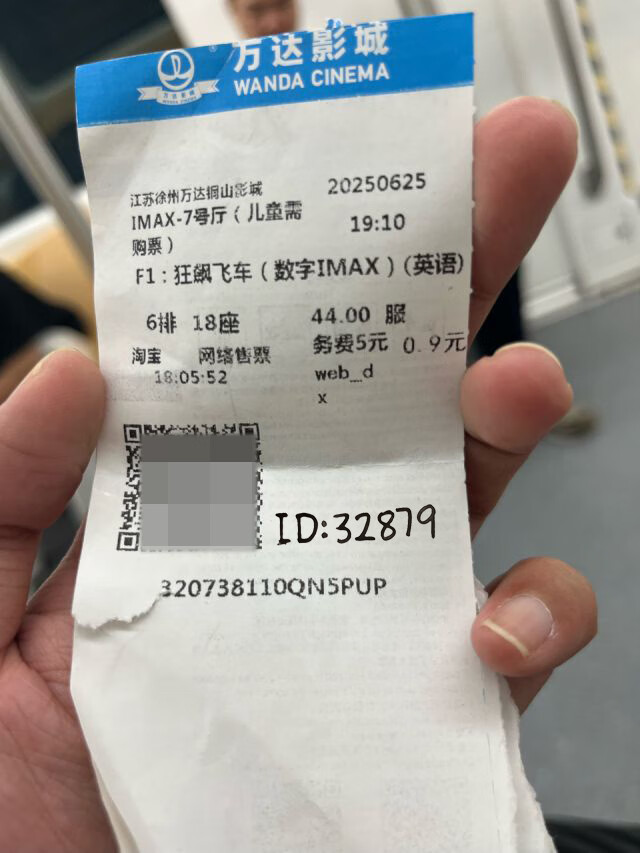 万达影城
WANDA CINEMA
江苏徐州万达铜山影城 20250625
IMAX-7号厅（儿童需 19:10
购票）
F1：狂飙飞车（数字IMAX）（英语）
6排 18座 44.00 服
淘宝 网络售票 务费5元 0.9元
18:05:52 web_d
x
ID:32879
320738110QN5PUP